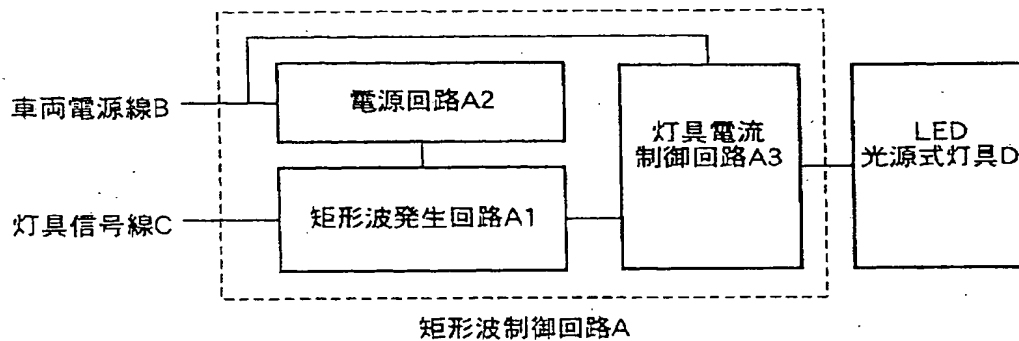 車両電源線B
電源回路A2
灯具電流
制御回路A3
LED
光源式灯具D
灯具信号線C
矩形波発生回路A1
矩形波制御回路A